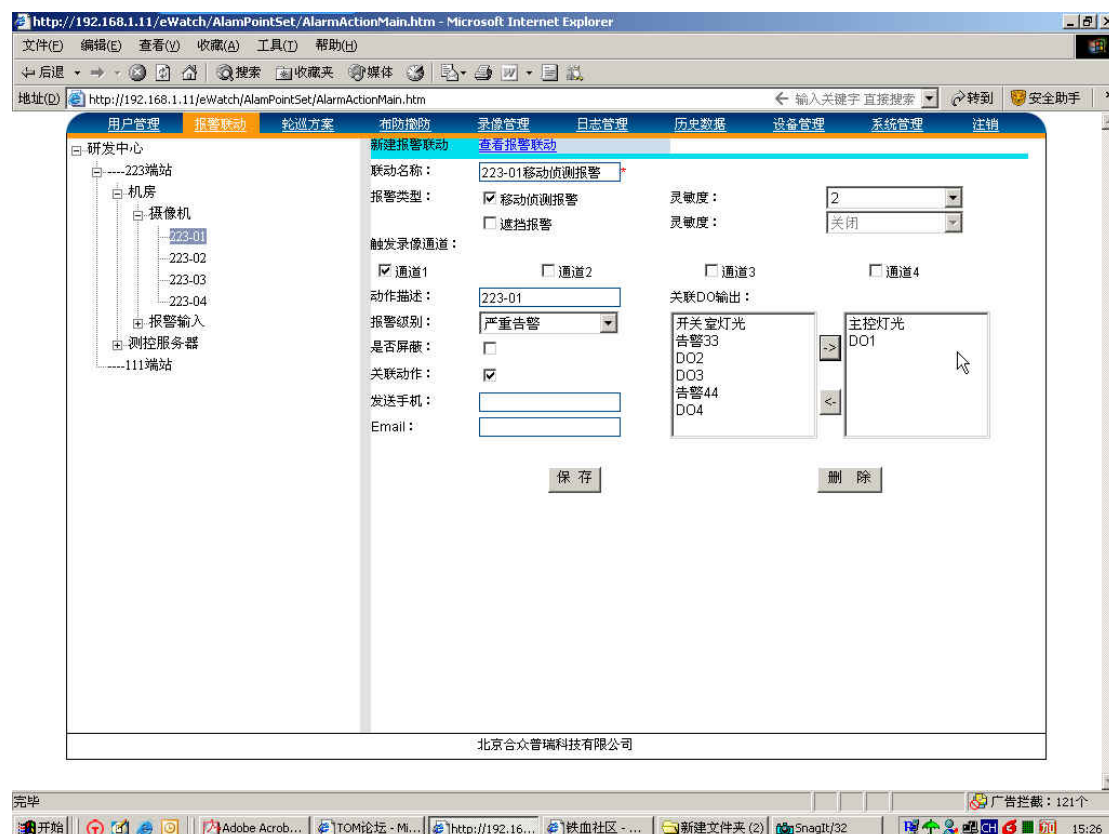 http://192.168.1.11/eWatch/AlamPointSet/AlarmActionMain.htm - Microsoft Internet Explorer
文件(F) 编辑(E) 查看(V) 收藏(A) 工具(T) 帮助(H)
后退 搜索 收藏夹 媒体
地址(D) http://192.168.1.11/eWatch/AlamPointSet/AlarmActionMain.htm 输入关键字 直接搜索 转到 安全助手
用户管理 报警联动 轮巡方案 布防撤防 录像管理 日志管理 历史数据 设备管理 系统管理 注销
研发中心
----223端站
机房
摄像机
223-01
223-02
223-03
223-04
报警输入
测控服务器
----111端站
新建报警联动 查看报警联动
联动名称： 223-01移动侦测报警 *
报警类型： 移动侦测报警 灵敏度： 2
遮挡报警 灵敏度： 关闭
触发录像通道：
通道1 通道2 通道3 通道4
动作描述： 223-01 关联DO输出：
报警级别： 严重告警
是否屏蔽：
关联动作：
发送手机：
Email：
开关室灯光
告警33
DO2
DO3
告警44
DO4
->
<-
主控灯光
DO1
保 存 删 除
北京合众普瑞科技有限公司
完毕 广告拦截：121个
开始 Adobe Acrob... TOM论坛 - Mi... http://192.16... 铁血社区 - ... 新建文件夹 (2) SnagIt/32 CH 15:26